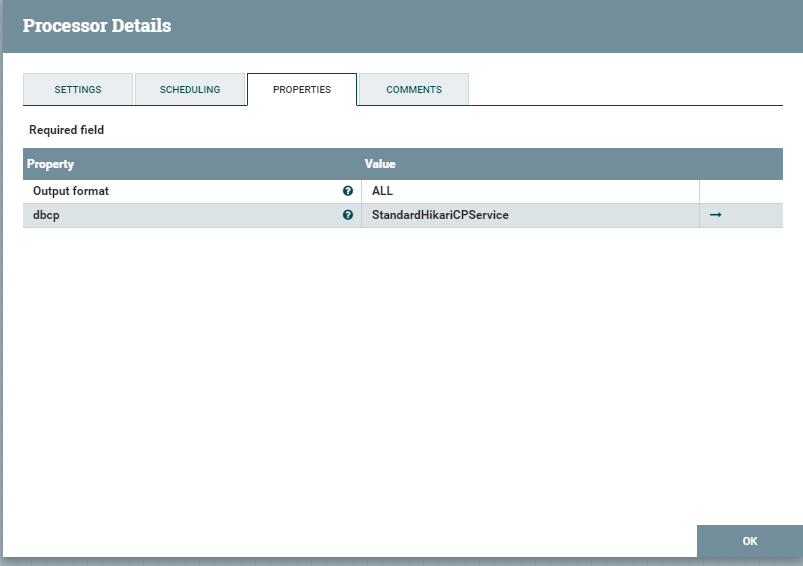 Processor Details
SETTINGS SCHEDULING PROPERTIES COMMENTS
Required field
Property Value
Output format ALL
dbcp StandardHikariCPService
OK